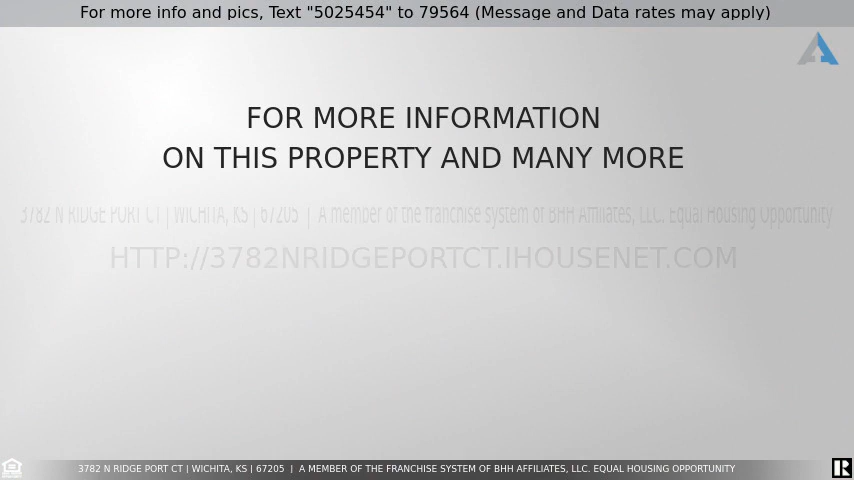 For more info and pics, Text "5025454" to 79564 (Message and Data rates may apply)
FOR MORE INFORMATION
ON THIS PROPERTY AND MANY MORE
3782 N RIDGE PORT CT | WICHITA, KS | 67205 | A member of the franchise system of BHH Affiliates, LLC. Equal Housing Opportunity
HTTP://3782NRIDGEPORTCT.IHOUSENET.COM
3782 N RIDGE PORT CT | WICHITA, KS | 67205 | A MEMBER OF THE FRANCHISE SYSTEM OF BHH AFFILIATES, LLC. EQUAL HOUSING OPPORTUNITY